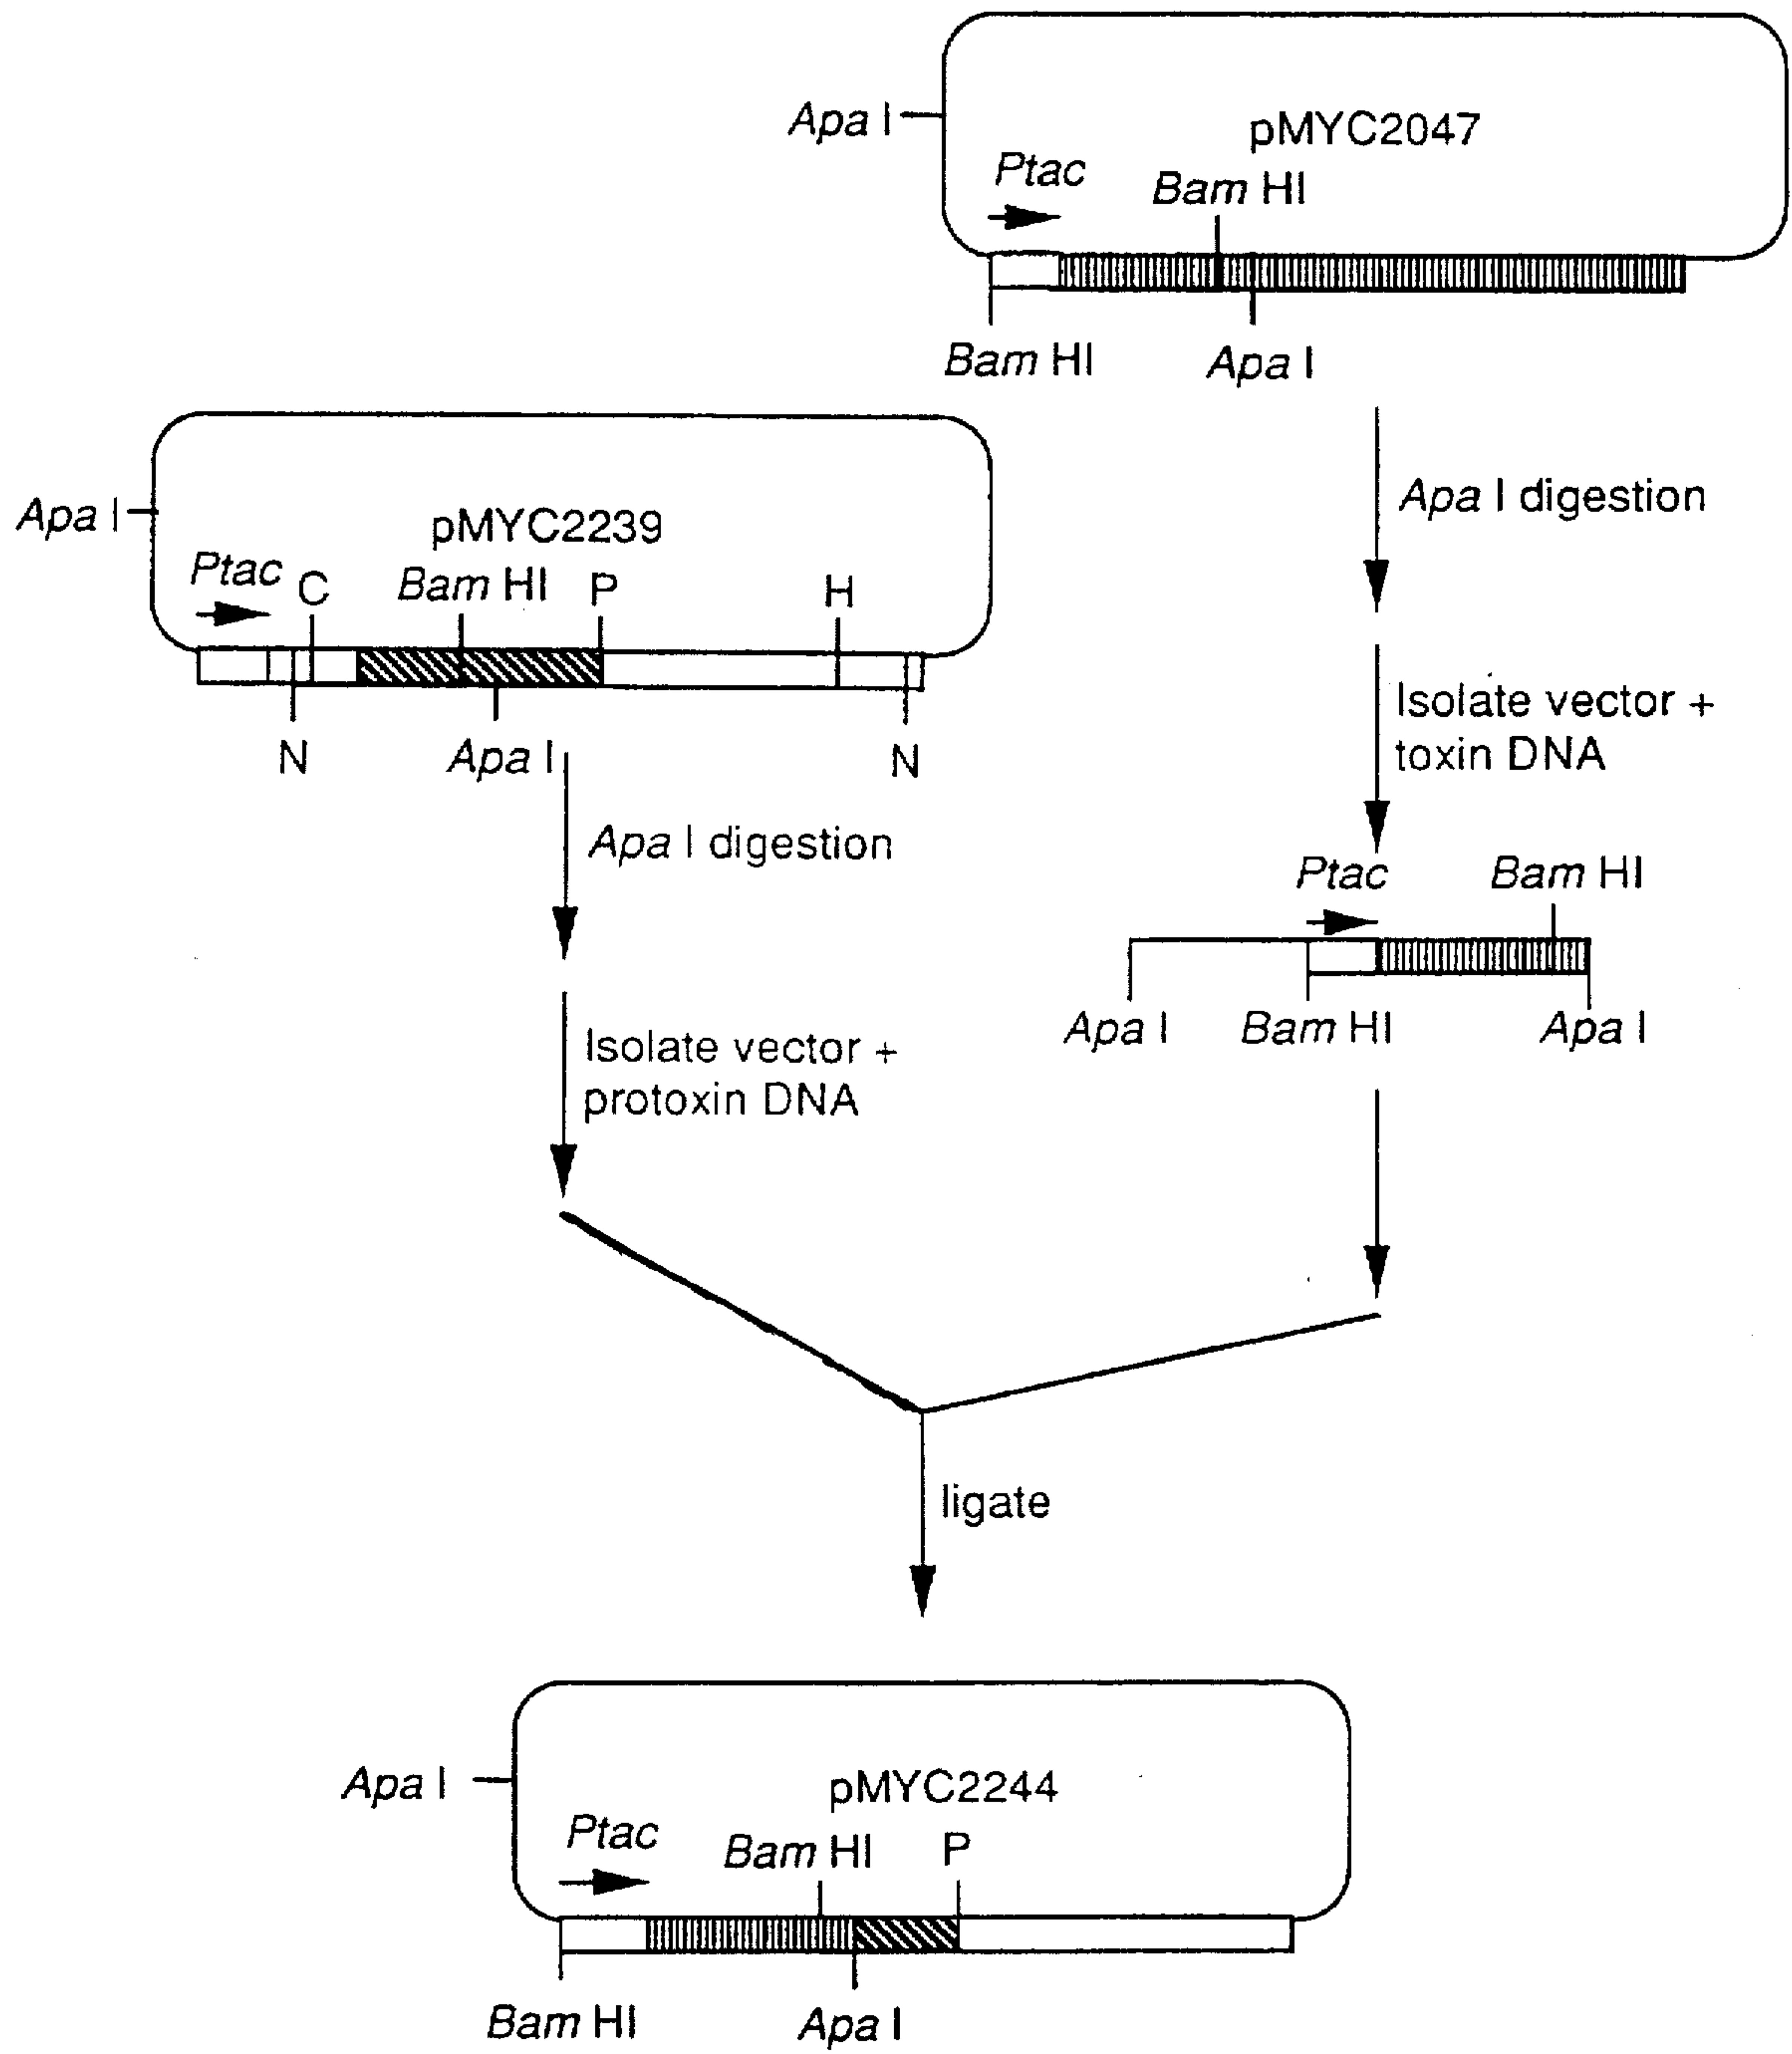 Apa I
pMYC2047
Ptac
Bam HI
Bam HI
Apa I
Apa I digestion
Isolate vector +
toxin DNA
Ptac
Bam HI
Apa I
Bam HI
Apa I
Apa I
pMYC2239
Ptac
C
Bam HI
P
H
N
Apa I
N
Apa I digestion
Isolate vector +
protoxin DNA
ligate
Apa I
pMYC2244
Ptac
Bam HI
P
Bam HI
Apa I